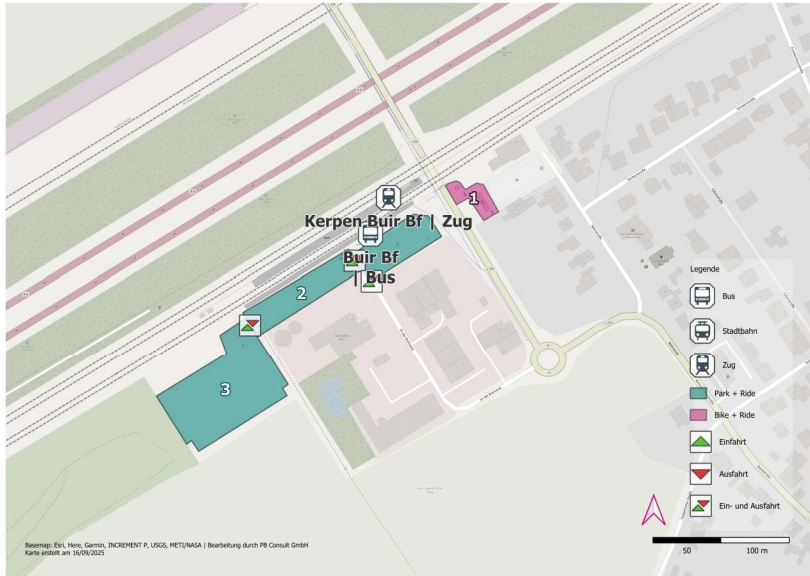 1
Kerpen Buir Bf | Zug
Buir Bf
| Bus
2
3
Legende
Bus
Stadtbahn
Zug
Park + Ride
Bike + Ride
Einfahrt
Ausfahrt
Ein- und Ausfahrt
50
100 m
Basemap: Esri, Here, Garmin, INCREMENT P, USGS, METI/NASA | Bearbeitung durch PB Consult GmbH
Karte erstellt am 16/09/2025